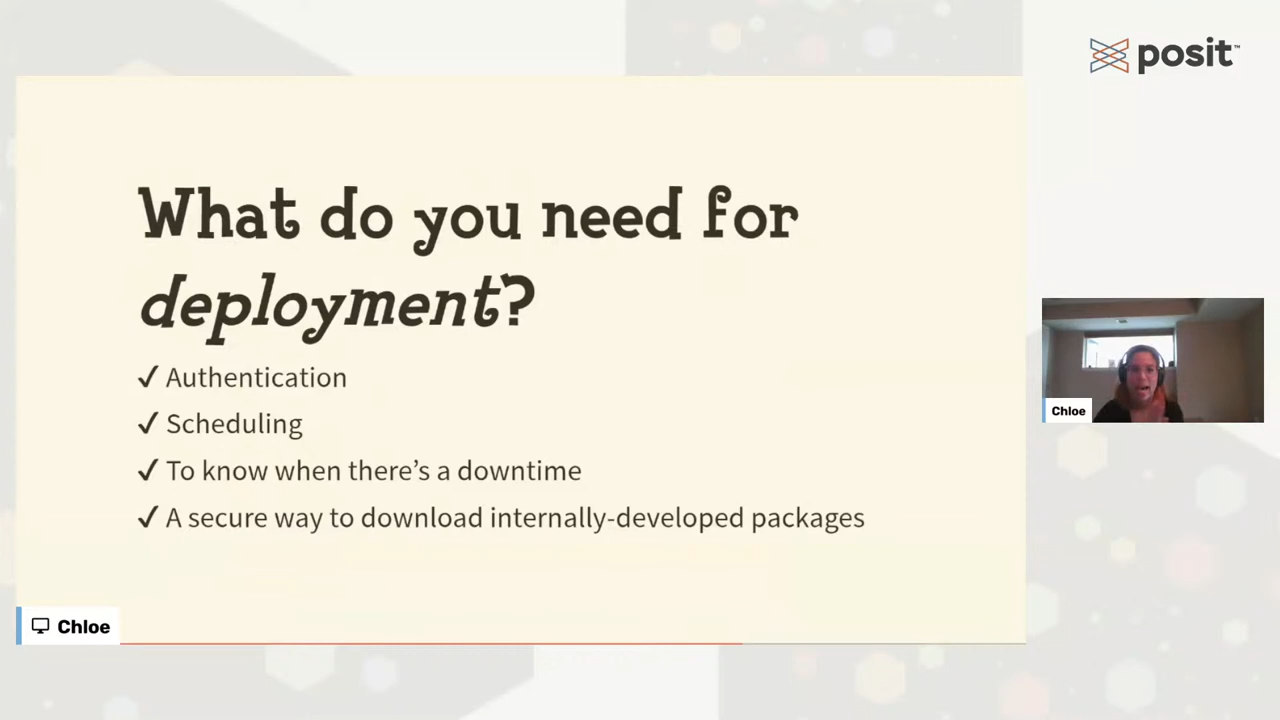 posit™
What do you need for
deployment?
✓ Authentication
✓ Scheduling
✓ To know when there’s a downtime
✓ A secure way to download internally-developed packages
Chloe
Chloe